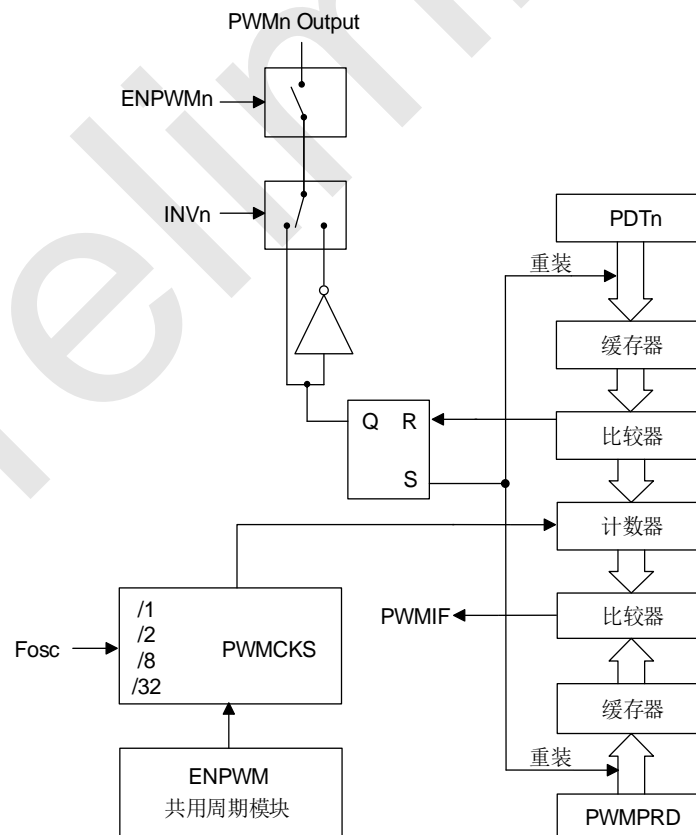 PWMn Output
ENPWMn
INVn
PDTn
重装
缓存器
Q R
S
比较器
计数器
/1
/2
/8
/32
PWMCKS
Fosc
PWMIF
比较器
缓存器
重装
ENPWM
共用周期模块
PWMPRD